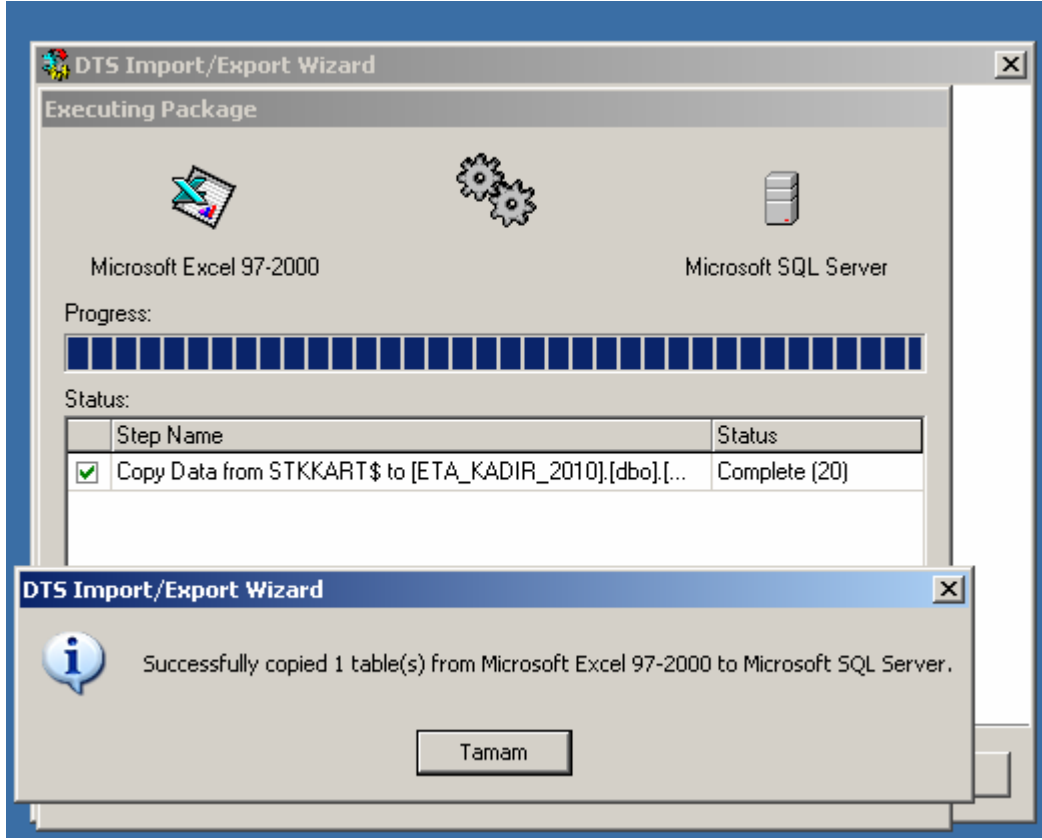 DTS Import/Export Wizard
Executing Package
Microsoft Excel 97-2000
Microsoft SQL Server
Progress:
Status:
Step Name Status
Copy Data from STKKART$ to [ETA_KADIR_2010].[dbo].[... Complete (20)
DTS Import/Export Wizard
Successfully copied 1 table(s) from Microsoft Excel 97-2000 to Microsoft SQL Server.
Tamam